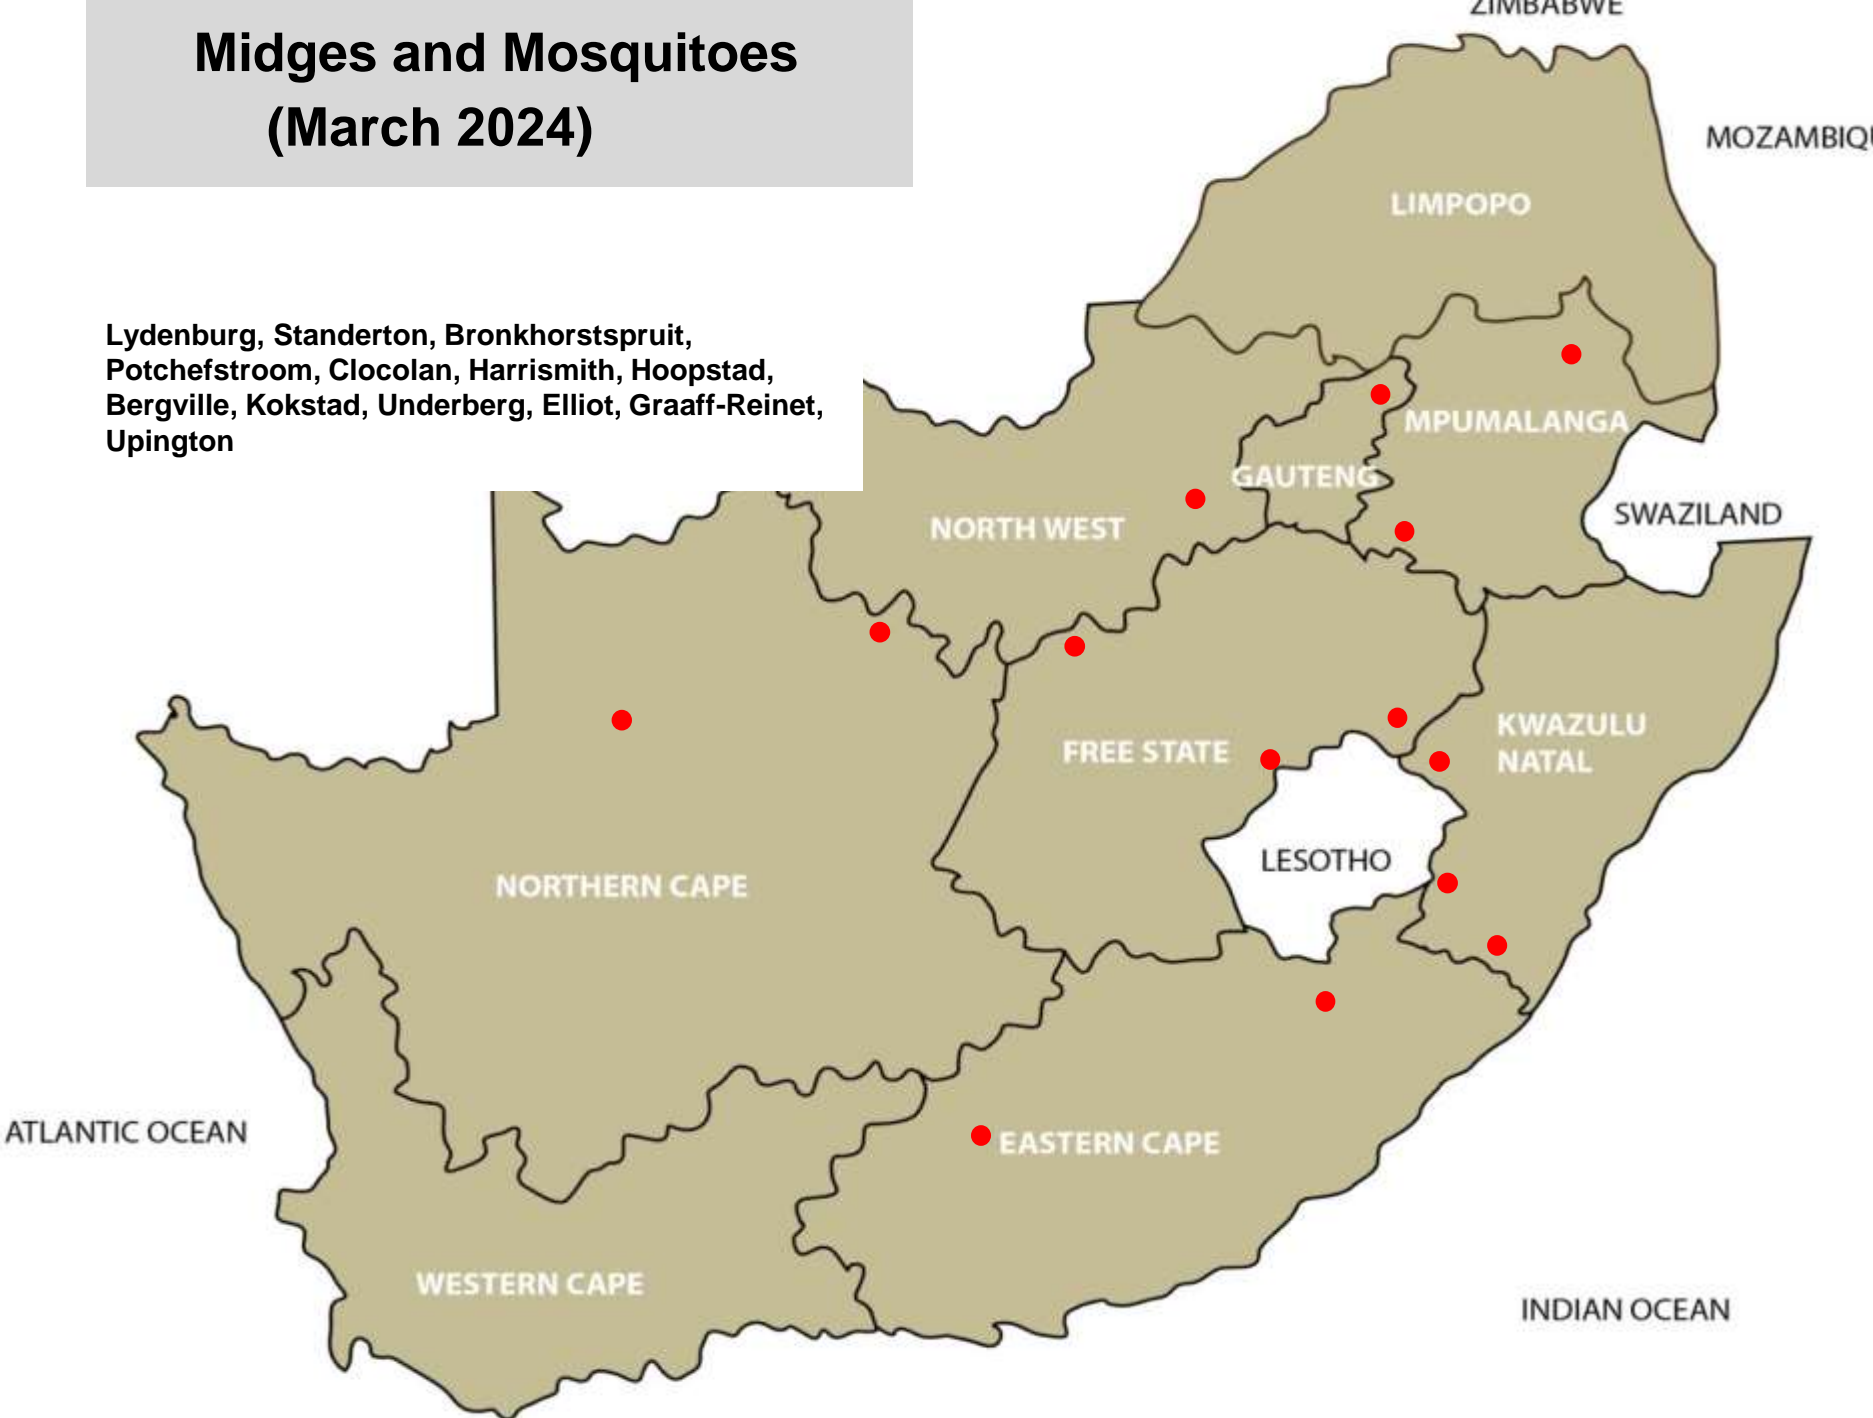 Midges and Mosquitoes
(March 2024)
Lydenburg, Standerton, Bronkhorstspruit,
Potchefstroom, Clocolan, Harrismith, Hoopstad,
Bergville, Kokstad, Underberg, Elliot, Graaff-Reinet,
Upington
ZIMBABWE
MOZAMBIQU
LIMPOPO
MPUMALANGA
GAUTENG
NORTH WEST
SWAZILAND
KWAZULU
NATAL
FREE STATE
LESOTHO
NORTHERN CAPE
ATLANTIC OCEAN
EASTERN CAPE
WESTERN CAPE
INDIAN OCEAN